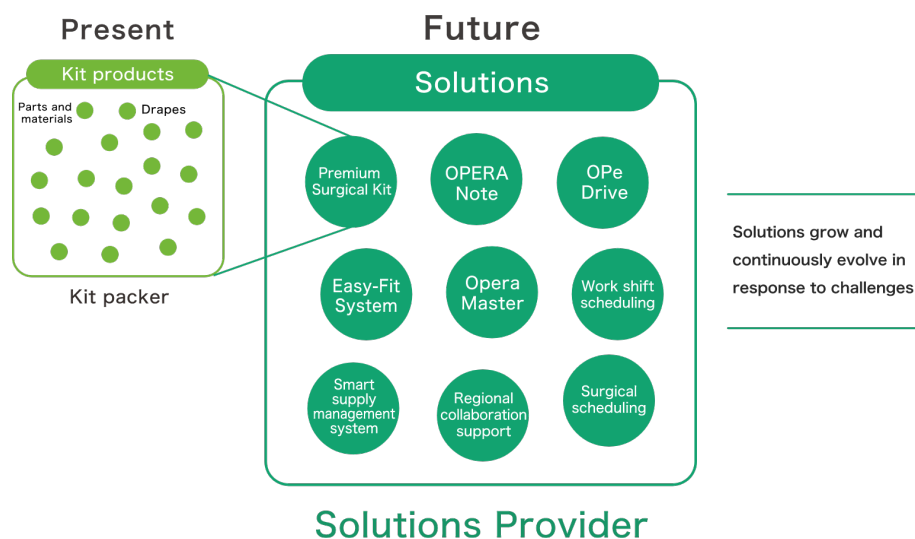 Present
Kit products
Parts and
materials
Drapes
Kit packer
Future
Solutions
Premium
Surgical Kit
OPERA
Note
OPe
Drive
Easy-Fit
System
Opera
Master
Work shift
scheduling
Smart
supply
management
system
Regional
collaboration
support
Surgical
scheduling
Solutions Provider
Solutions grow and
continuously evolve in
response to challenges